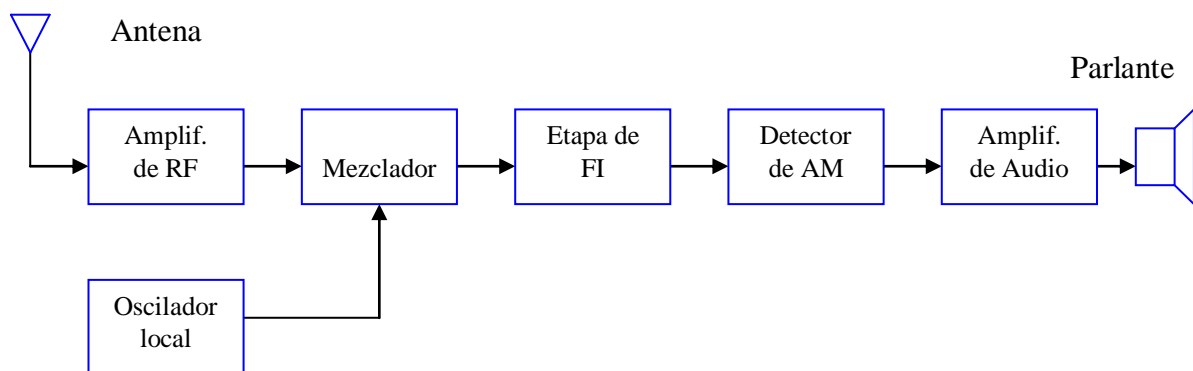 Antena
Parlante
Amplif.
de RF
Mezclador
Etapa de
FI
Detector
de AM
Amplif.
de Audio
Oscilador
local